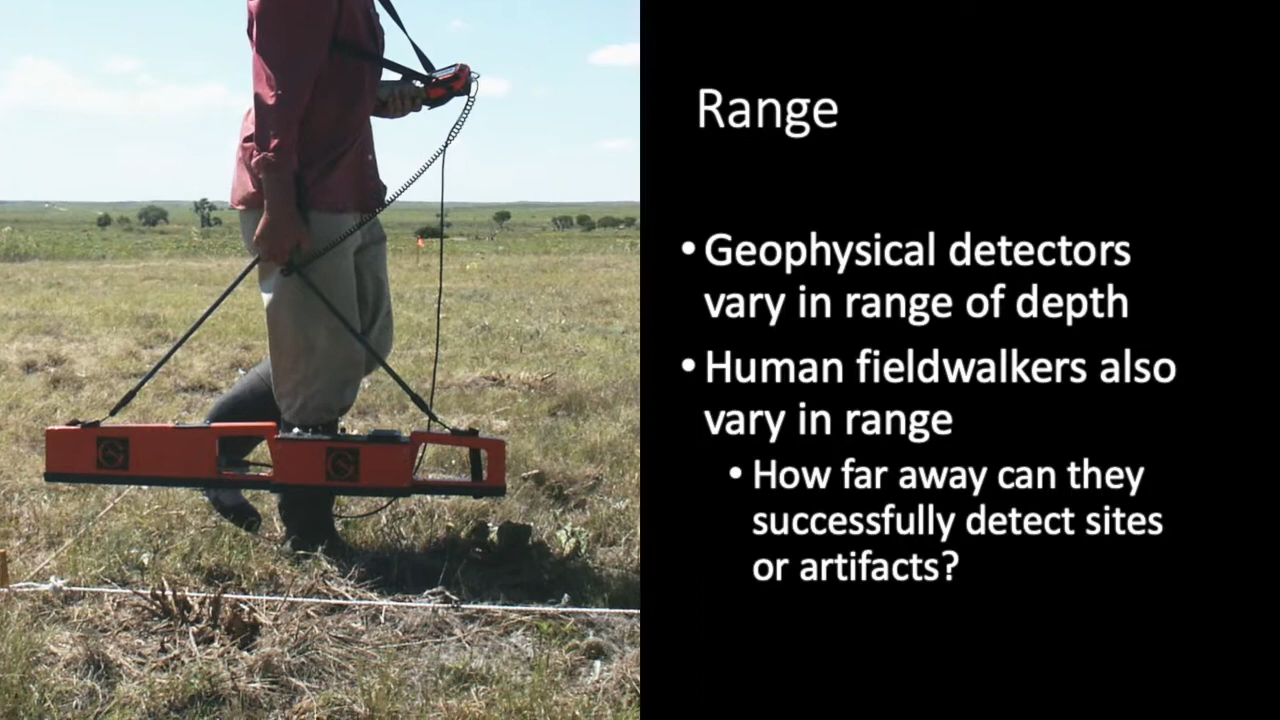 Range
• Geophysical detectors
vary in range of depth
• Human fieldwalkers also
vary in range
• How far away can they
successfully detect sites
or artifacts?